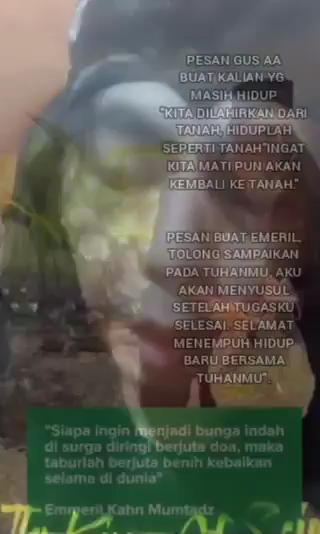 PESAN GUS AA
BUAT KALIAN YG
MASIH HIDUP
"KITA DILAHIRKAN DARI
TANAH, HIDUPLAH
SEPERTI TANAH"INGAT
KITA MATI PUN AKAN
KEMBALI KE TANAH."
PESAN BUAT EMERIL,
TOLONG SAMPAIKAN
PADA TUHANMU, AKU
AKAN MENYUSUL
SETELAH TUGASKU
SELESAI. SELAMAT
MENEMPUH HIDUP
BARU BERSAMA
TUHANMU".
"Siapa ingin menjadi bunga indah
di surga diringi berjuta doa, maka
taburlah berjuta benih kebaikan
selama di dunia"
Emmeril Kahn Mumtadz